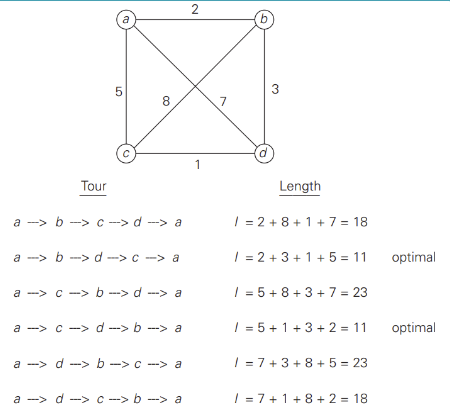 2
a b
5 8 7 3
c d
1
Tour Length
a ---> b ---> c ---> d ---> a l = 2 + 8 + 1 + 7 = 18
a ---> b ---> d ---> c ---> a l = 2 + 3 + 1 + 5 = 11 optimal
a ---> c ---> b ---> d ---> a l = 5 + 8 + 3 + 7 = 23
a ---> c ---> d ---> b ---> a l = 5 + 1 + 3 + 2 = 11 optimal
a ---> d ---> b ---> c ---> a l = 7 + 3 + 8 + 5 = 23
a ---> d ---> c ---> b ---> a l = 7 + 1 + 8 + 2 = 18